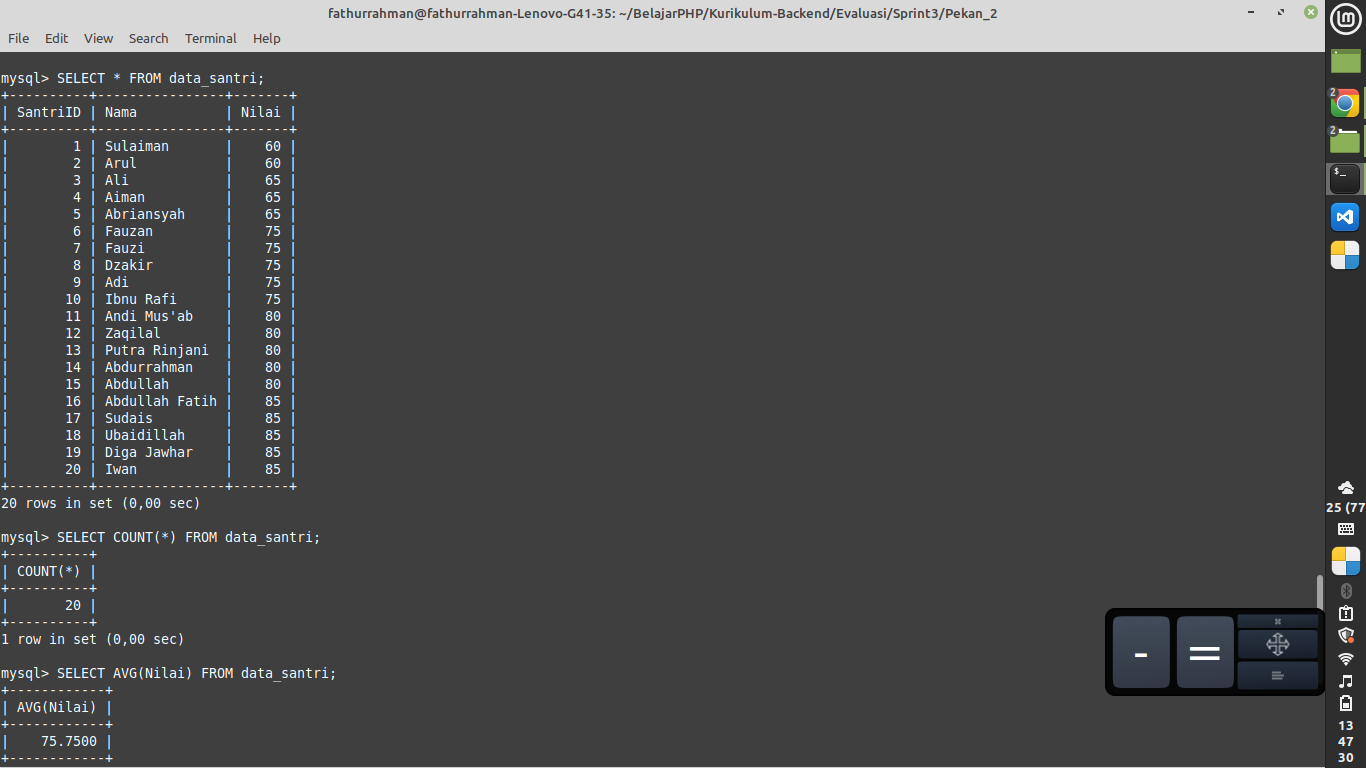 fathurrahman@fathurrahman-Lenovo-G41-35: ~/BelajarPHP/Kurikulum-Backend/Evaluasi/Sprint3/Pekan_2
File Edit View Search Terminal Help
mysql> SELECT * FROM data_santri;
+----------+----------------+-------+
| SantriID | Nama           | Nilai |
+----------+----------------+-------+
|        1 | Sulaiman       |    60 |
|        2 | Arul           |    60 |
|        3 | Ali            |    65 |
|        4 | Aiman          |    65 |
|        5 | Abriansyah     |    65 |
|        6 | Fauzan         |    75 |
|        7 | Fauzi          |    75 |
|        8 | Dzakir         |    75 |
|        9 | Adi            |    75 |
|       10 | Ibnu Rafi      |    75 |
|       11 | Andi Mus'ab    |    80 |
|       12 | Zaqilal        |    80 |
|       13 | Putra Rinjani  |    80 |
|       14 | Abdurrahman    |    80 |
|       15 | Abdullah       |    80 |
|       16 | Abdullah Fatih |    85 |
|       17 | Sudais         |    85 |
|       18 | Ubaidillah     |    85 |
|       19 | Diga Jawhar    |    85 |
|       20 | Iwan           |    85 |
+----------+----------------+-------+
20 rows in set (0,00 sec)
mysql> SELECT COUNT(*) FROM data_santri;
+----------+
| COUNT(*) |
+----------+
|       20 |
+----------+
1 row in set (0,00 sec)
mysql> SELECT AVG(Nilai) FROM data_santri;
+------------+
| AVG(Nilai) |
+------------+
|    75.7500 |
+------------+
- =
2
2
$_
25 (77
13
47
30